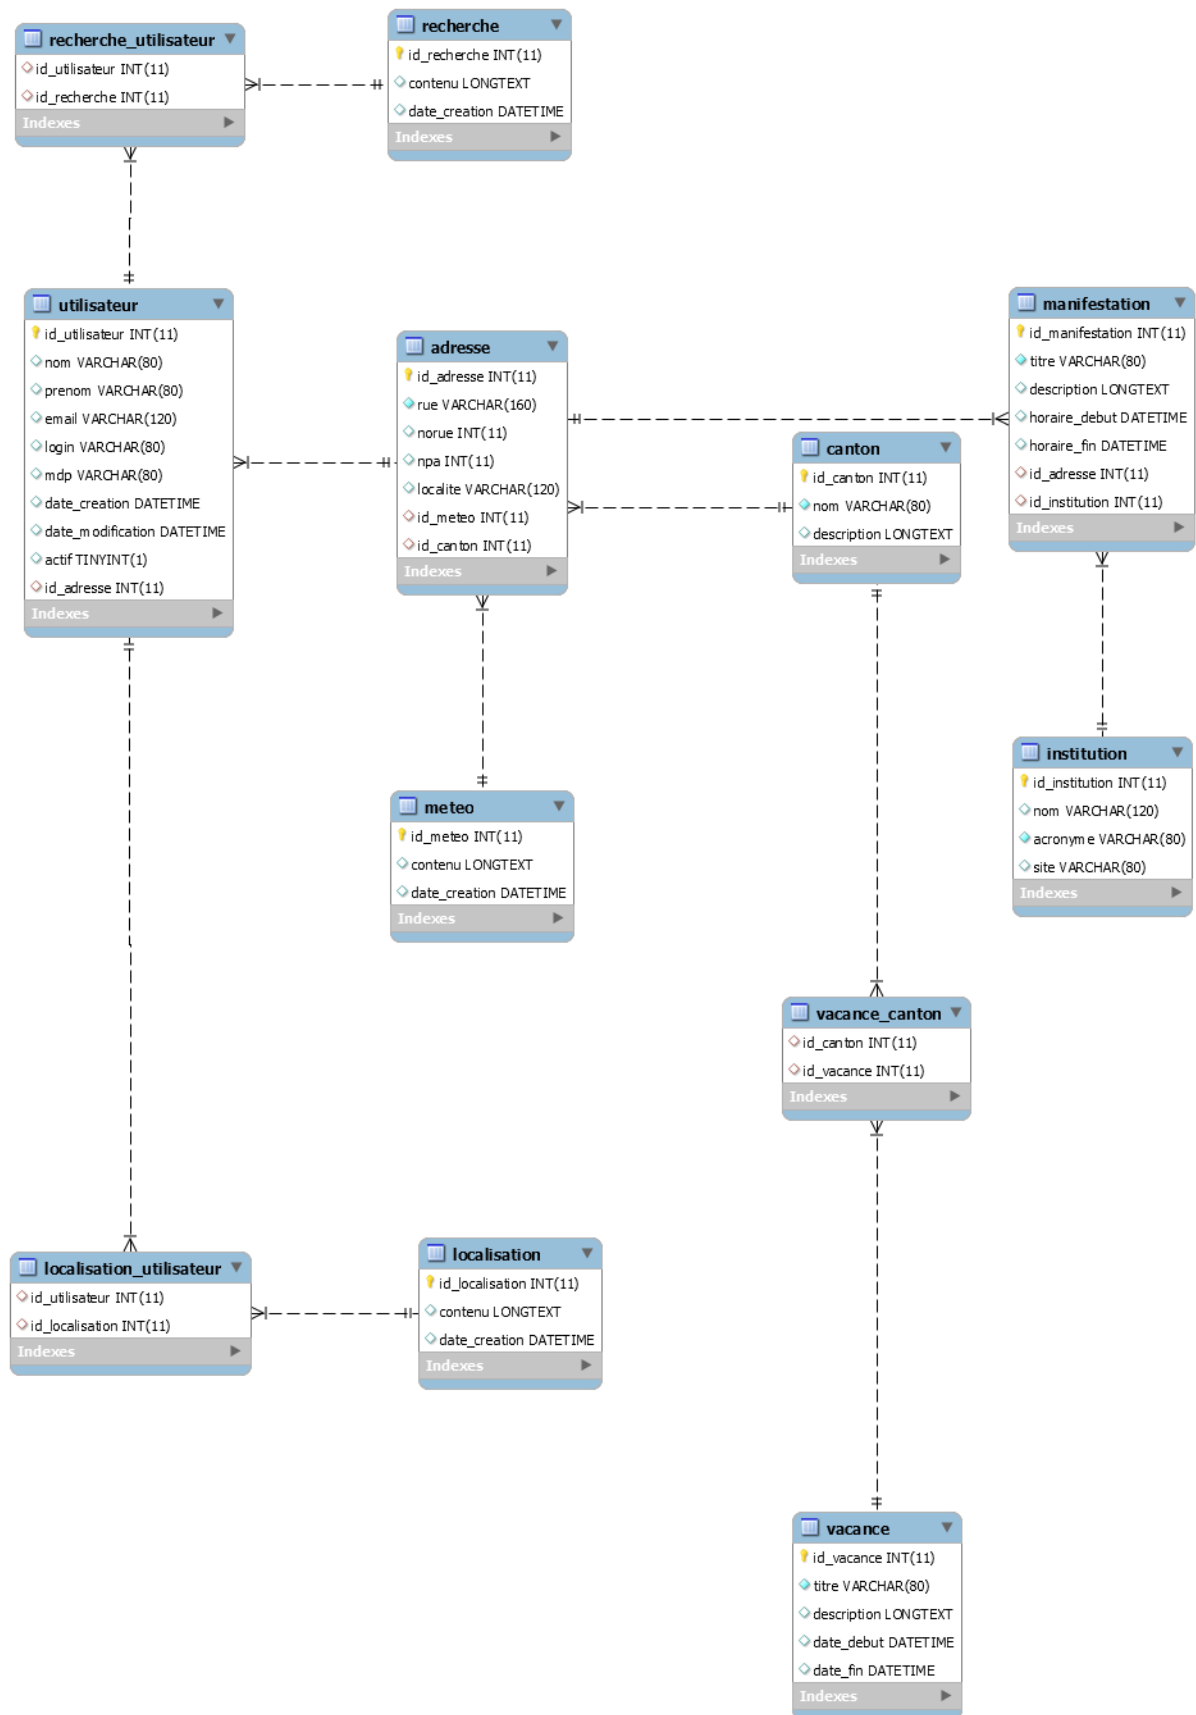 recherche_utilisateur
id_utilisateur INT(11)
id_recherche INT(11)
Indexes
recherche
id_recherche INT(11)
contenu LONGTEXT
date_creation DATETIME
Indexes
utilisateur
id_utilisateur INT(11)
nom VARCHAR(80)
prenom VARCHAR(80)
email VARCHAR(120)
login VARCHAR(80)
mdp VARCHAR(80)
date_creation DATETIME
date_modification DATETIME
actif TINYINT(1)
id_adresse INT(11)
Indexes
adresse
id_adresse INT(11)
rue VARCHAR(160)
norue INT(11)
npa INT(11)
localite VARCHAR(120)
id_meteo INT(11)
id_canton INT(11)
Indexes
canton
id_canton INT(11)
nom VARCHAR(80)
description LONGTEXT
Indexes
manifestation
id_manifestation INT(11)
titre VARCHAR(80)
description LONGTEXT
horaire_debut DATETIME
horaire_fin DATETIME
id_adresse INT(11)
id_institution INT(11)
Indexes
meteo
id_meteo INT(11)
contenu LONGTEXT
date_creation DATETIME
Indexes
institution
id_institution INT(11)
nom VARCHAR(120)
acronyme VARCHAR(80)
site VARCHAR(80)
Indexes
vacance_canton
id_canton INT(11)
id_vacance INT(11)
Indexes
localisation_utilisateur
id_utilisateur INT(11)
id_localisation INT(11)
Indexes
localisation
id_localisation INT(11)
contenu LONGTEXT
date_creation DATETIME
Indexes
vacance
id_vacance INT(11)
titre VARCHAR(80)
description LONGTEXT
date_debut DATETIME
date_fin DATETIME
Indexes